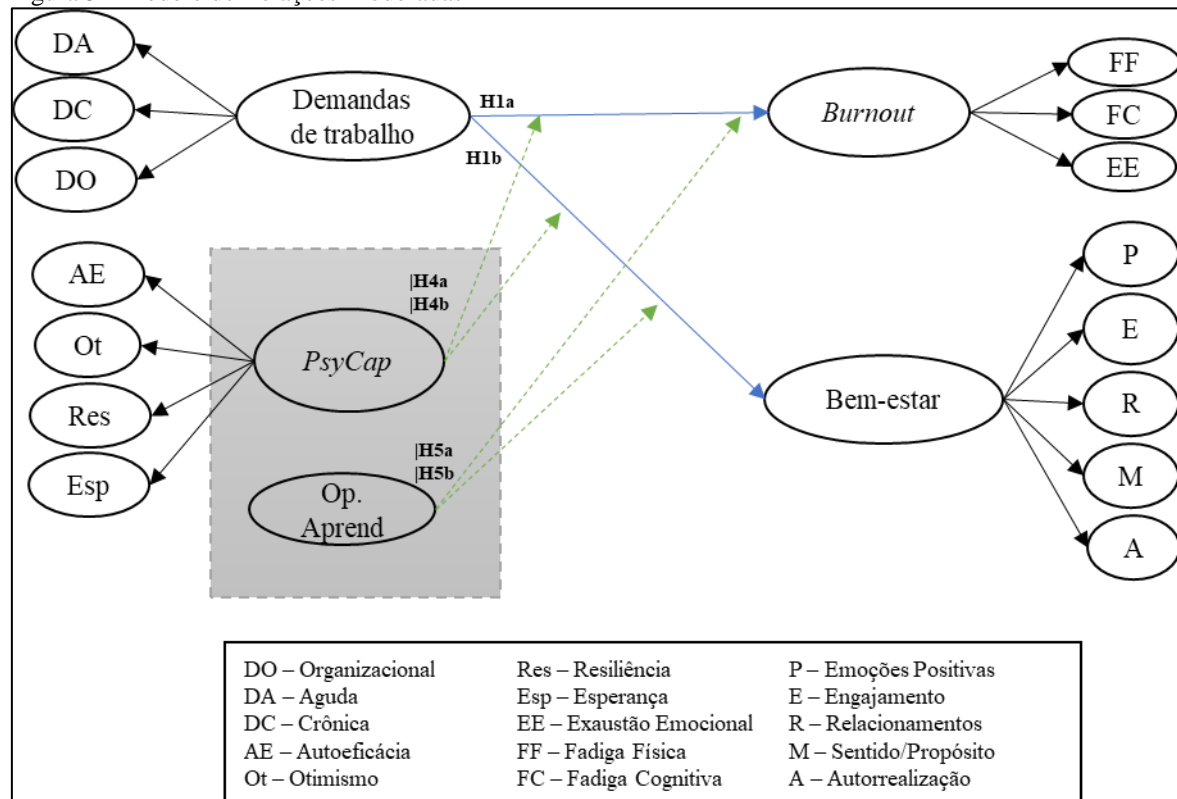 DA
DC
DO
Demandas
de trabalho
H1a
H1b
Burnout
FF
FC
EE
AE
Ot
Res
Esp
|H4a
|H4b
PsyCap
|H5a
|H5b
Op.
Aprend
Bem-estar
P
E
R
M
A
DO – Organizacional
DA – Aguda
DC – Crônica
AE – Autoeficácia
Ot – Otimismo
Res – Resiliência
Esp – Esperança
EE – Exaustão Emocional
FF – Fadiga Física
FC – Fadiga Cognitiva
P – Emoções Positivas
E – Engajamento
R – Relacionamentos
M – Sentido/Propósito
A – Autorrealização